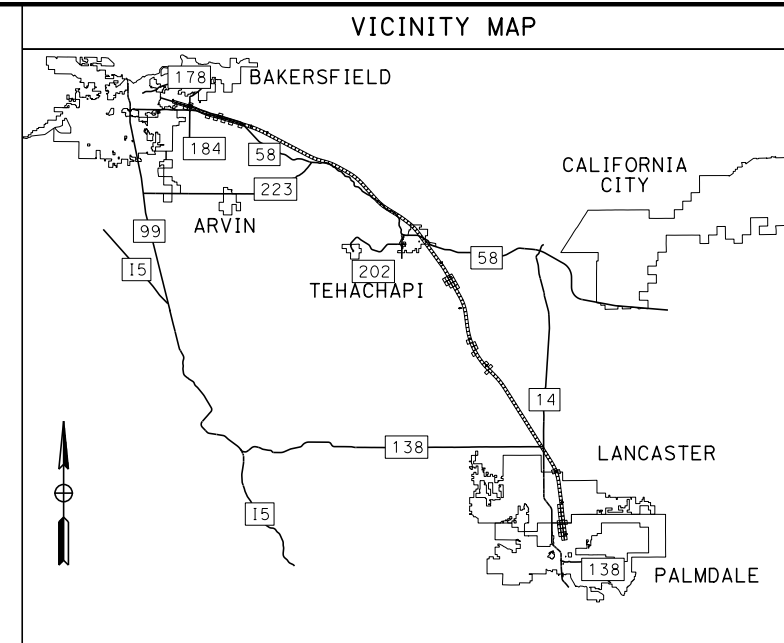 VICINITY MAP
178
BAKERSFIELD
184
58
CALIFORNIA
CITY
223
ARVIN
99
58
I5
202
TEHACHAPI
14
138
LANCASTER
I5
138
PALMDALE